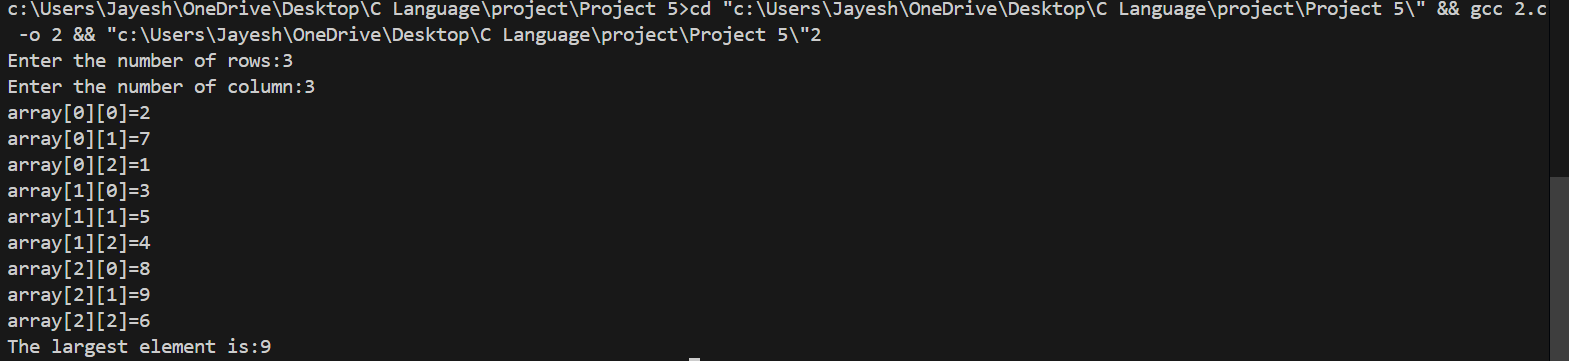 c:\Users\Jayesh\OneDrive\Desktop\C Language\project\Project 5>cd "c:\Users\Jayesh\OneDrive\Desktop\C Language\project\Project 5\" && gcc 2.c
 -o 2 && "c:\Users\Jayesh\OneDrive\Desktop\C Language\project\Project 5\"2
Enter the number of rows:3
Enter the number of column:3
array[0][0]=2
array[0][1]=7
array[0][2]=1
array[1][0]=3
array[1][1]=5
array[1][2]=4
array[2][0]=8
array[2][1]=9
array[2][2]=6
The largest element is:9